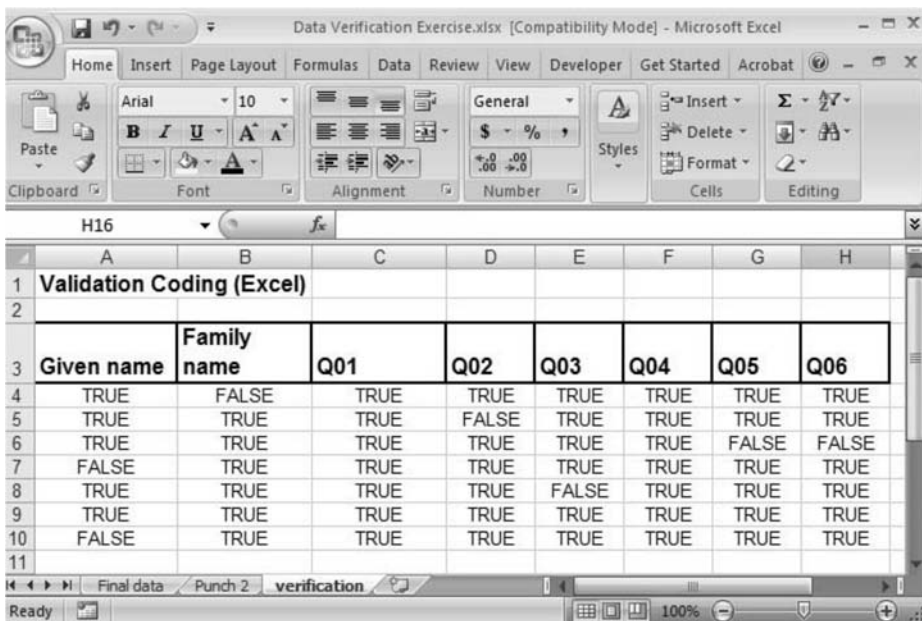 Data Verification Exercise.xlsx [Compatibility Mode] - Microsoft Excel
Home Insert Page Layout Formulas Data Review View Developer Get Started Acrobat
Paste
Arial 10
B I U A A
A
General
$ % ,
.0 .00 .00 .0
A
Styles
Insert
Delete
Format
Σ
Clipboard Font Alignment Number Cells Editing
H16 fx
A B C D E F G H
1 Validation Coding (Excel)
2
3 Given name Family name Q01 Q02 Q03 Q04 Q05 Q06
4 TRUE FALSE TRUE TRUE TRUE TRUE TRUE TRUE
5 TRUE TRUE TRUE FALSE TRUE TRUE TRUE TRUE
6 TRUE TRUE TRUE TRUE TRUE TRUE FALSE FALSE
7 FALSE TRUE TRUE TRUE TRUE TRUE TRUE TRUE
8 TRUE TRUE TRUE TRUE FALSE TRUE TRUE TRUE
9 TRUE TRUE TRUE TRUE TRUE TRUE TRUE TRUE
10 FALSE TRUE TRUE TRUE TRUE TRUE TRUE TRUE
11
Final data Punch 2 verification
Ready 100%